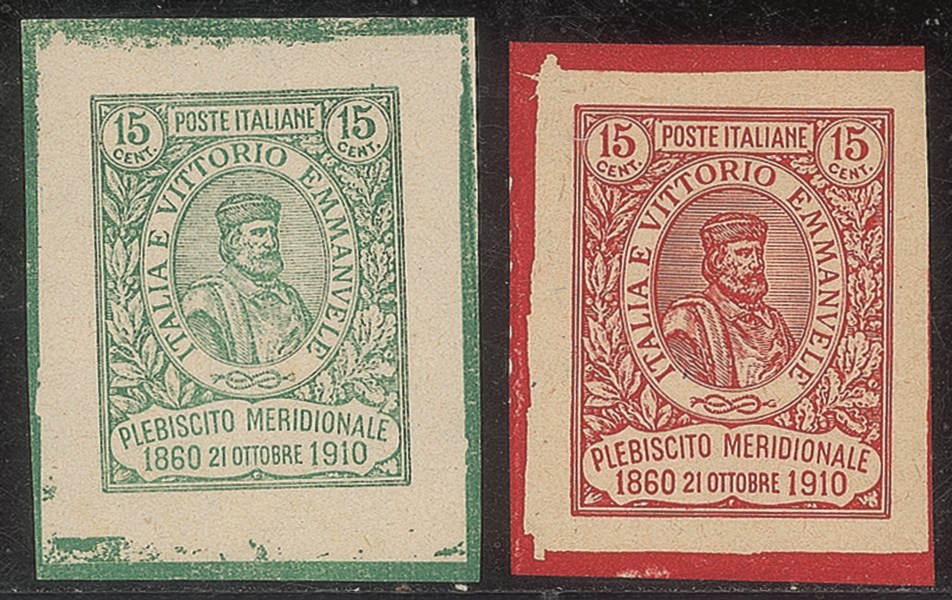 15 CENT.
POSTE ITALIANE
15 CENT.
ITALIA E VITTORIO EMMANVELE
PLEBISCITO MERIDIONALE
1860 21 OTTOBRE 1910
15 CENT.
POSTE ITALIANE
15 CENT.
ITALIA E VITTORIO EMMANVELE
PLEBISCITO MERIDIONALE
1860 21 OTTOBRE 1910